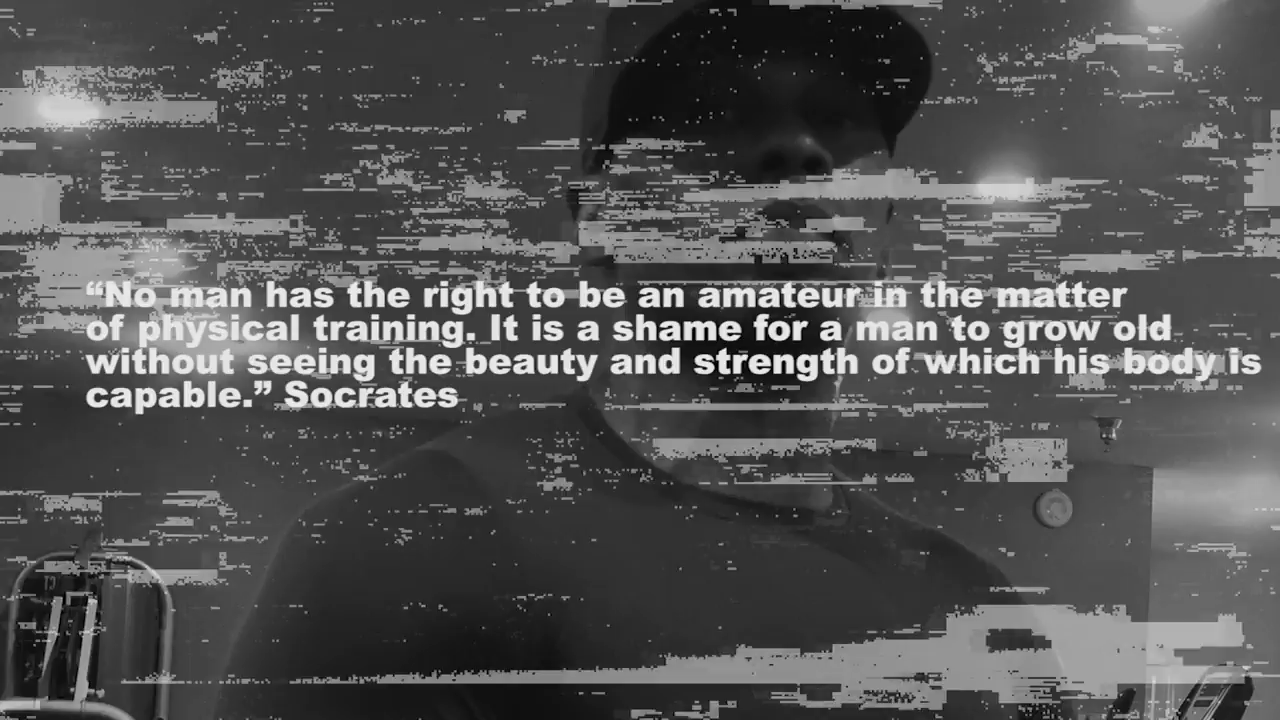 “No man has the right to be an amateur in the matter
of physical training. It is a shame for a man to grow old
without seeing the beauty and strength of which his body is
capable.” Socrates